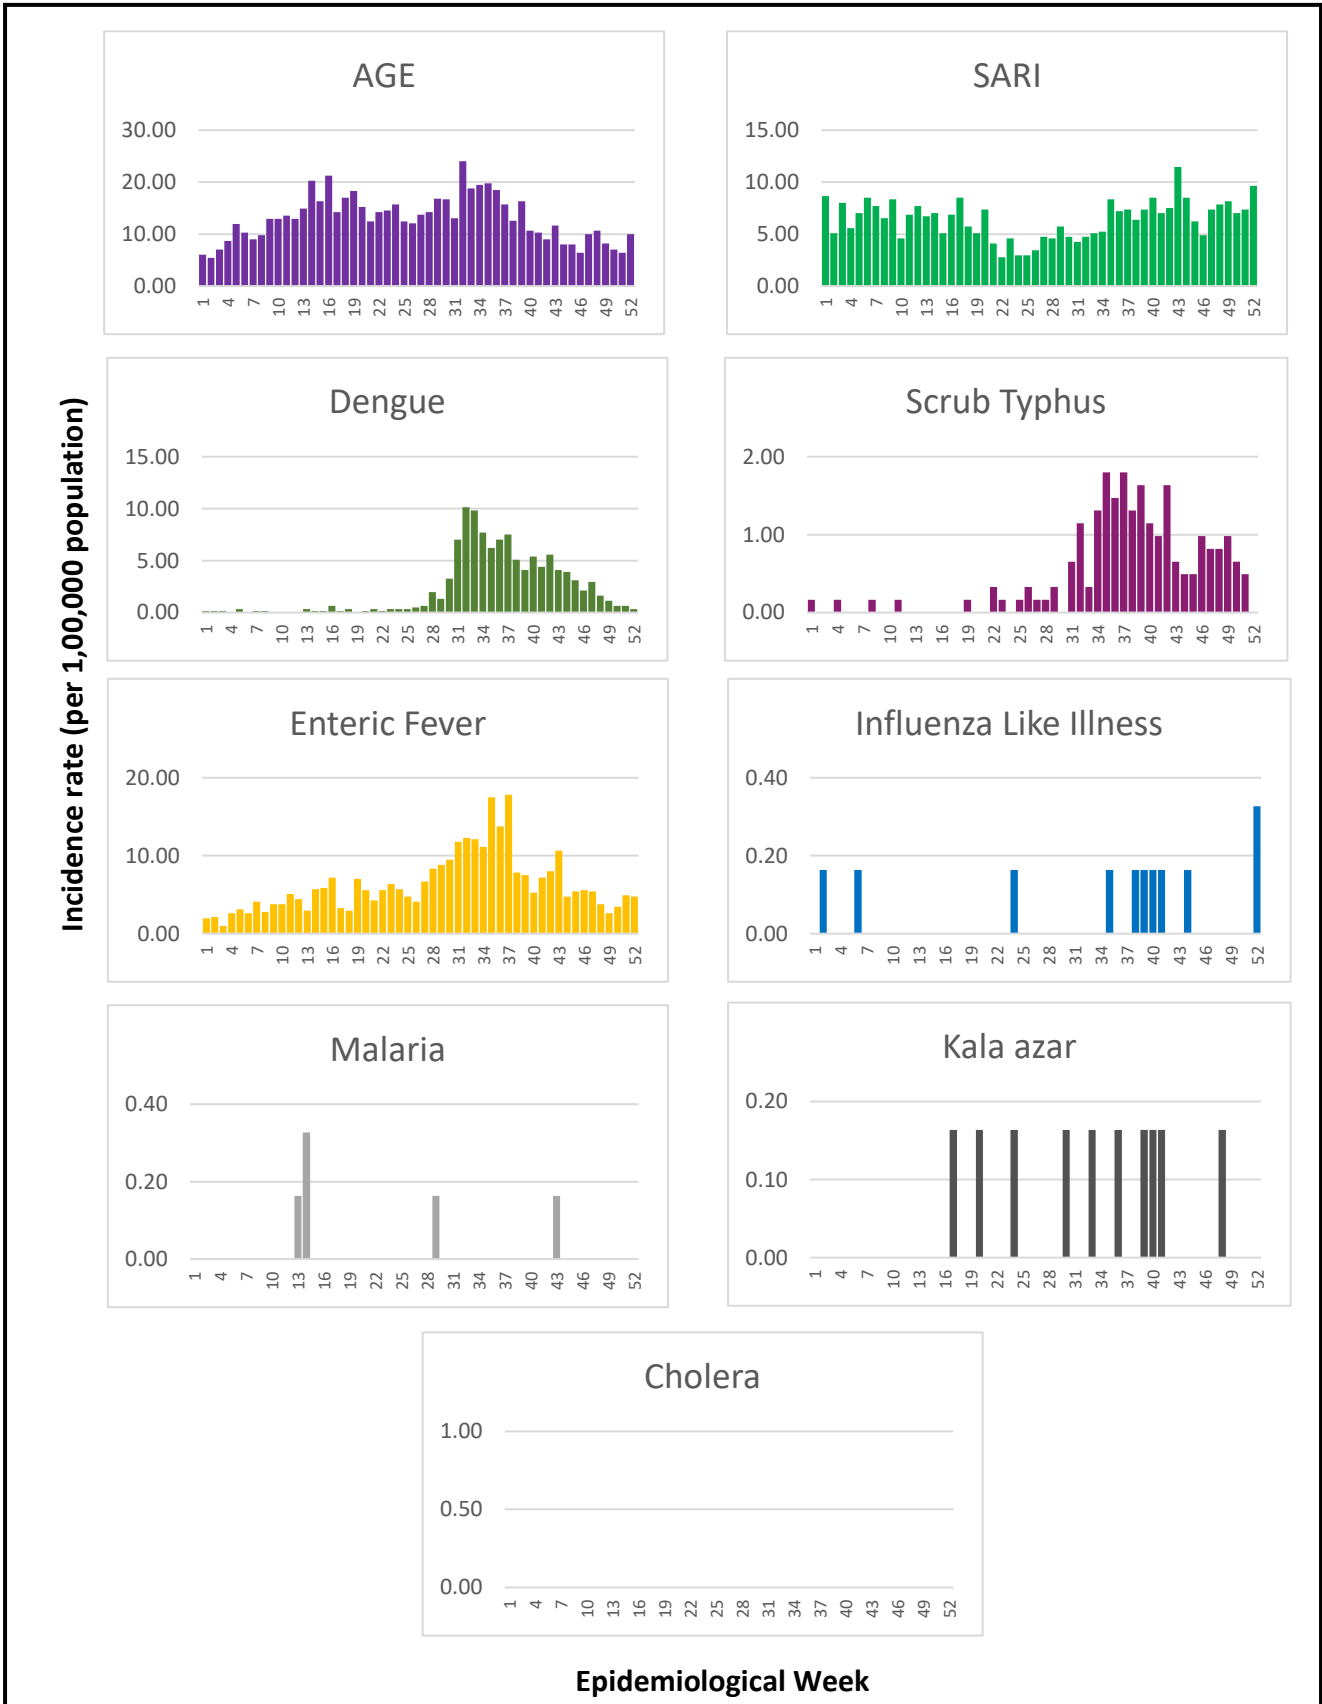 AGE
30.00
20.00
10.00
0.00
1 4 7 10 13 16 19 22 25 28 31 34 37 40 43 46 49 52
SARI
15.00
10.00
5.00
0.00
1 4 7 10 13 16 19 22 25 28 31 34 37 40 43 46 49 52
Incidence rate (per 1,00,000 population)
Dengue
15.00
10.00
5.00
0.00
1 4 7 10 13 16 19 22 25 28 31 34 37 40 43 46 49 52
Scrub Typhus
2.00
1.00
0.00
1 4 7 10 13 16 19 22 25 28 31 34 37 40 43 46 49 52
Enteric Fever
20.00
10.00
0.00
1 4 7 10 13 16 19 22 25 28 31 34 37 40 43 46 49 52
Influenza Like Illness
0.40
0.20
0.00
1 4 7 10 13 16 19 22 25 28 31 34 37 40 43 46 49 52
Malaria
0.40
0.20
0.00
1 4 7 10 13 16 19 22 25 28 31 34 37 40 43 46 49 52
Kala azar
0.20
0.10
0.00
1 4 7 10 13 16 19 22 25 28 31 34 37 40 43 46 49 52
Cholera
1.00
0.50
0.00
1 4 7 10 13 16 19 22 25 28 31 34 37 40 43 46 49 52
Epidemiological Week